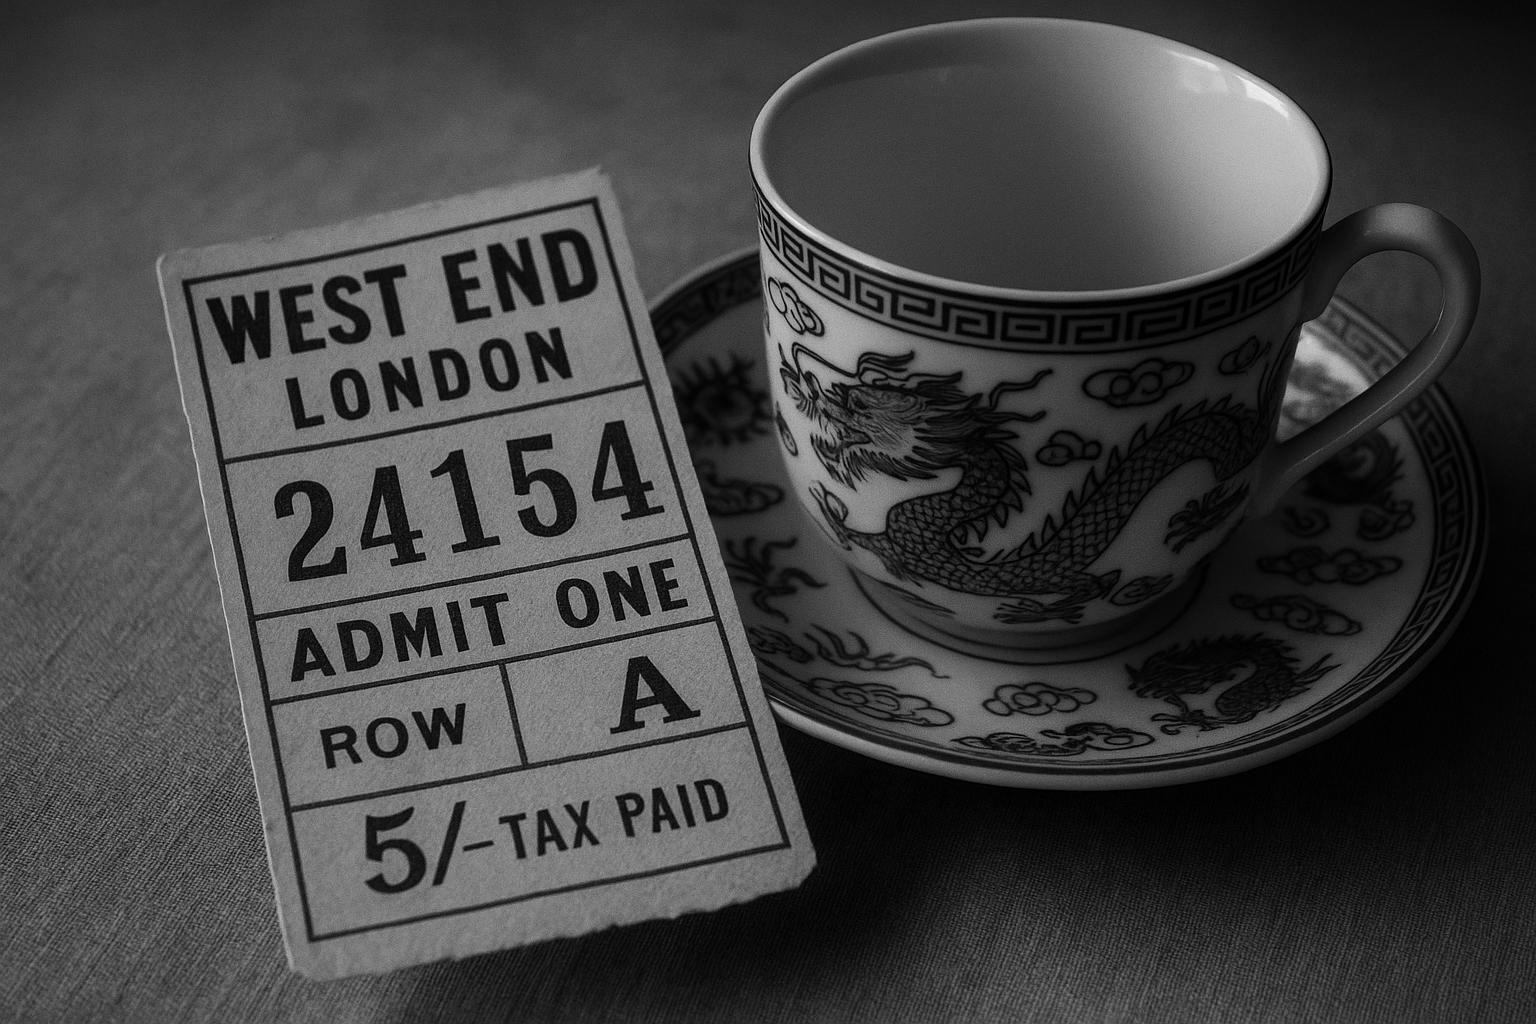 WEST END
LONDON
24154
ADMIT ONE
ROW A
5/- TAX PAID